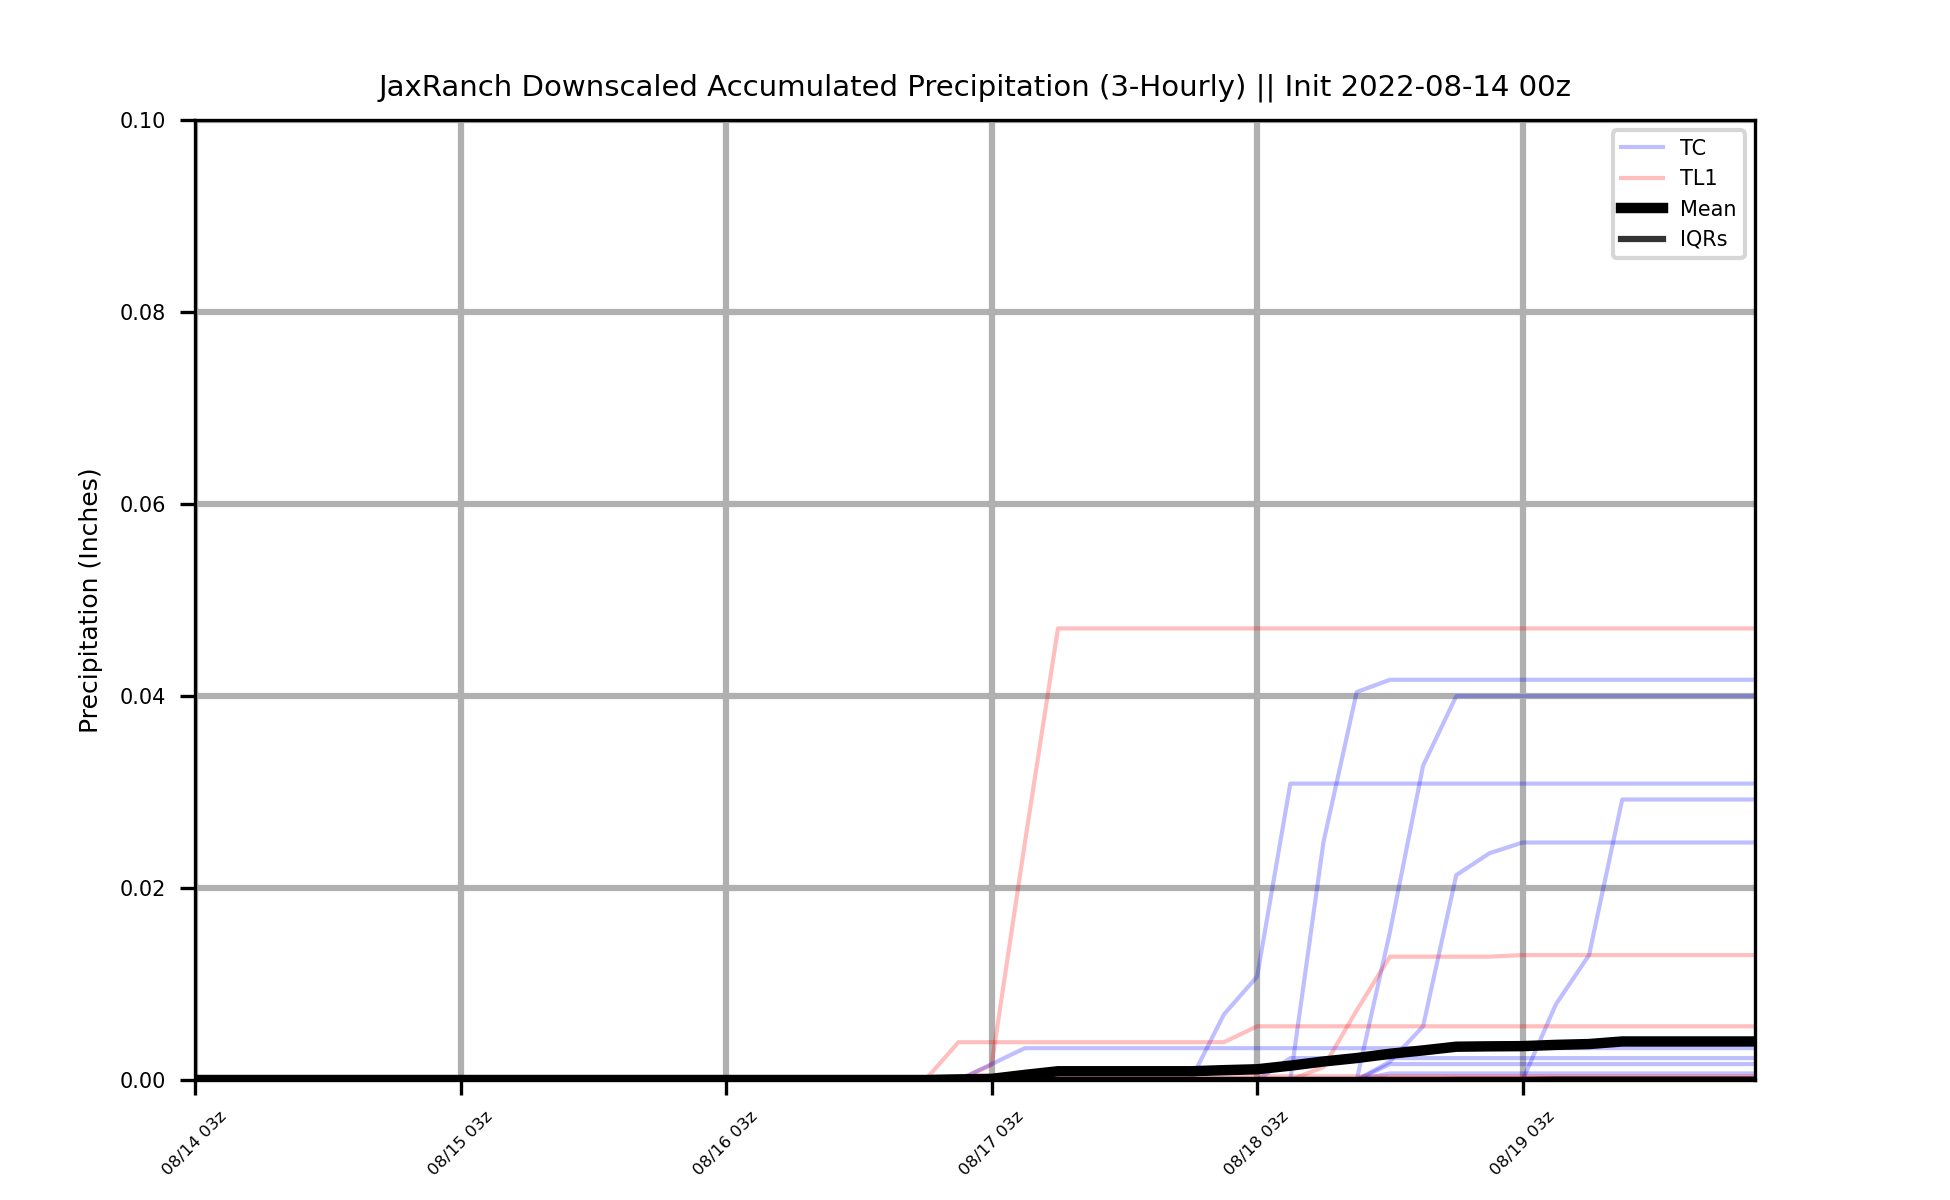 JaxRanch Downscaled Accumulated Precipitation (3-Hourly) || Init 2022-08-14 00z
TC
TL1
Mean
IQRs
Precipitation (Inches)
0.10
0.08
0.06
0.04
0.02
0.00
08/14 03z
08/15 03z
08/16 03z
08/17 03z
08/18 03z
08/19 03z